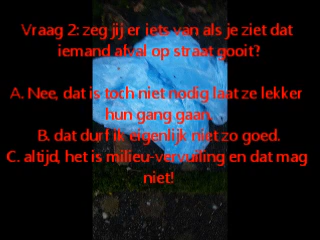 Vraag 2: zeg jij er iets van als je ziet dat
iemand afval op straat gooit?
A. Nee, dat is toch niet nodig laat ze lekker
hun gang gaan.
B. dat durf ik eigenlijk niet zo goed.
C. altijd, het is milieu-vervuiling en dat mag
niet!